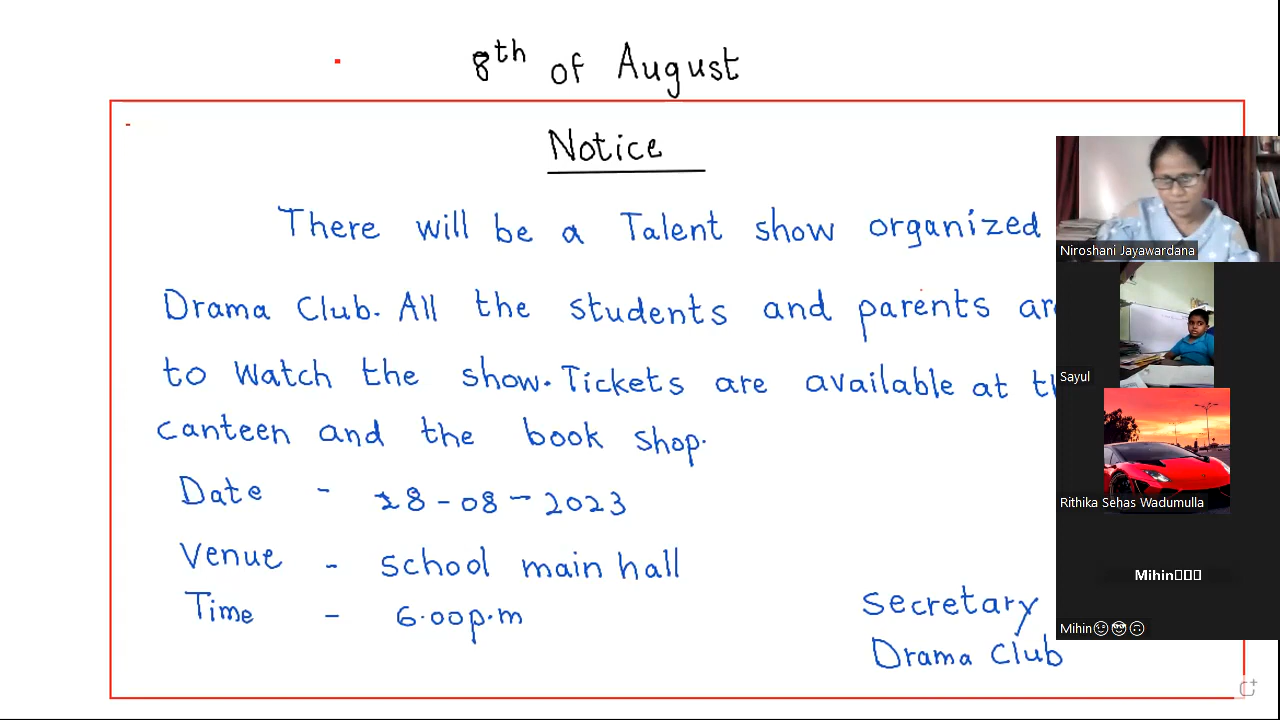 8th of August
Notice
There will be a Talent show organized
Drama Club. All the students and parents are
to watch the show. Tickets are available at th
canteen and the book shop.
Date - 28-08-2023
Venue - school main hall
Time - 6.00p.m
Secretary
Drama Club
Niroshani Jayawardana
Sayul
Rithika Sehas Wadumulla
Mihin
Mihin😉😎🙃